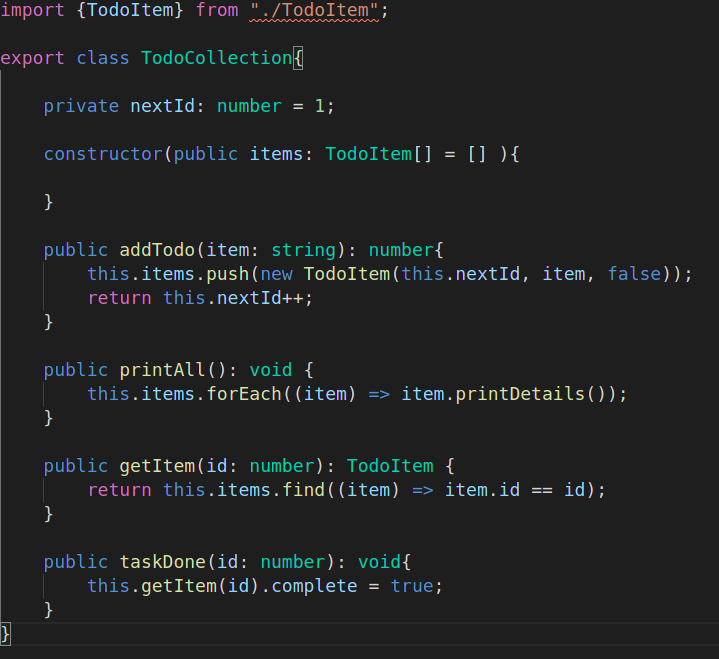 import {TodoItem} from "./TodoItem";
export class TodoCollection{
private nextId: number = 1;
constructor(public items: TodoItem[] = [] ){
}
public addTodo(item: string): number{
this.items.push(new TodoItem(this.nextId, item, false));
return this.nextId++;
}
public printAll(): void {
this.items.forEach((item) => item.printDetails());
}
public getItem(id: number): TodoItem {
return this.items.find((item) => item.id == id);
}
public taskDone(id: number): void{
this.getItem(id).complete = true;
}
}